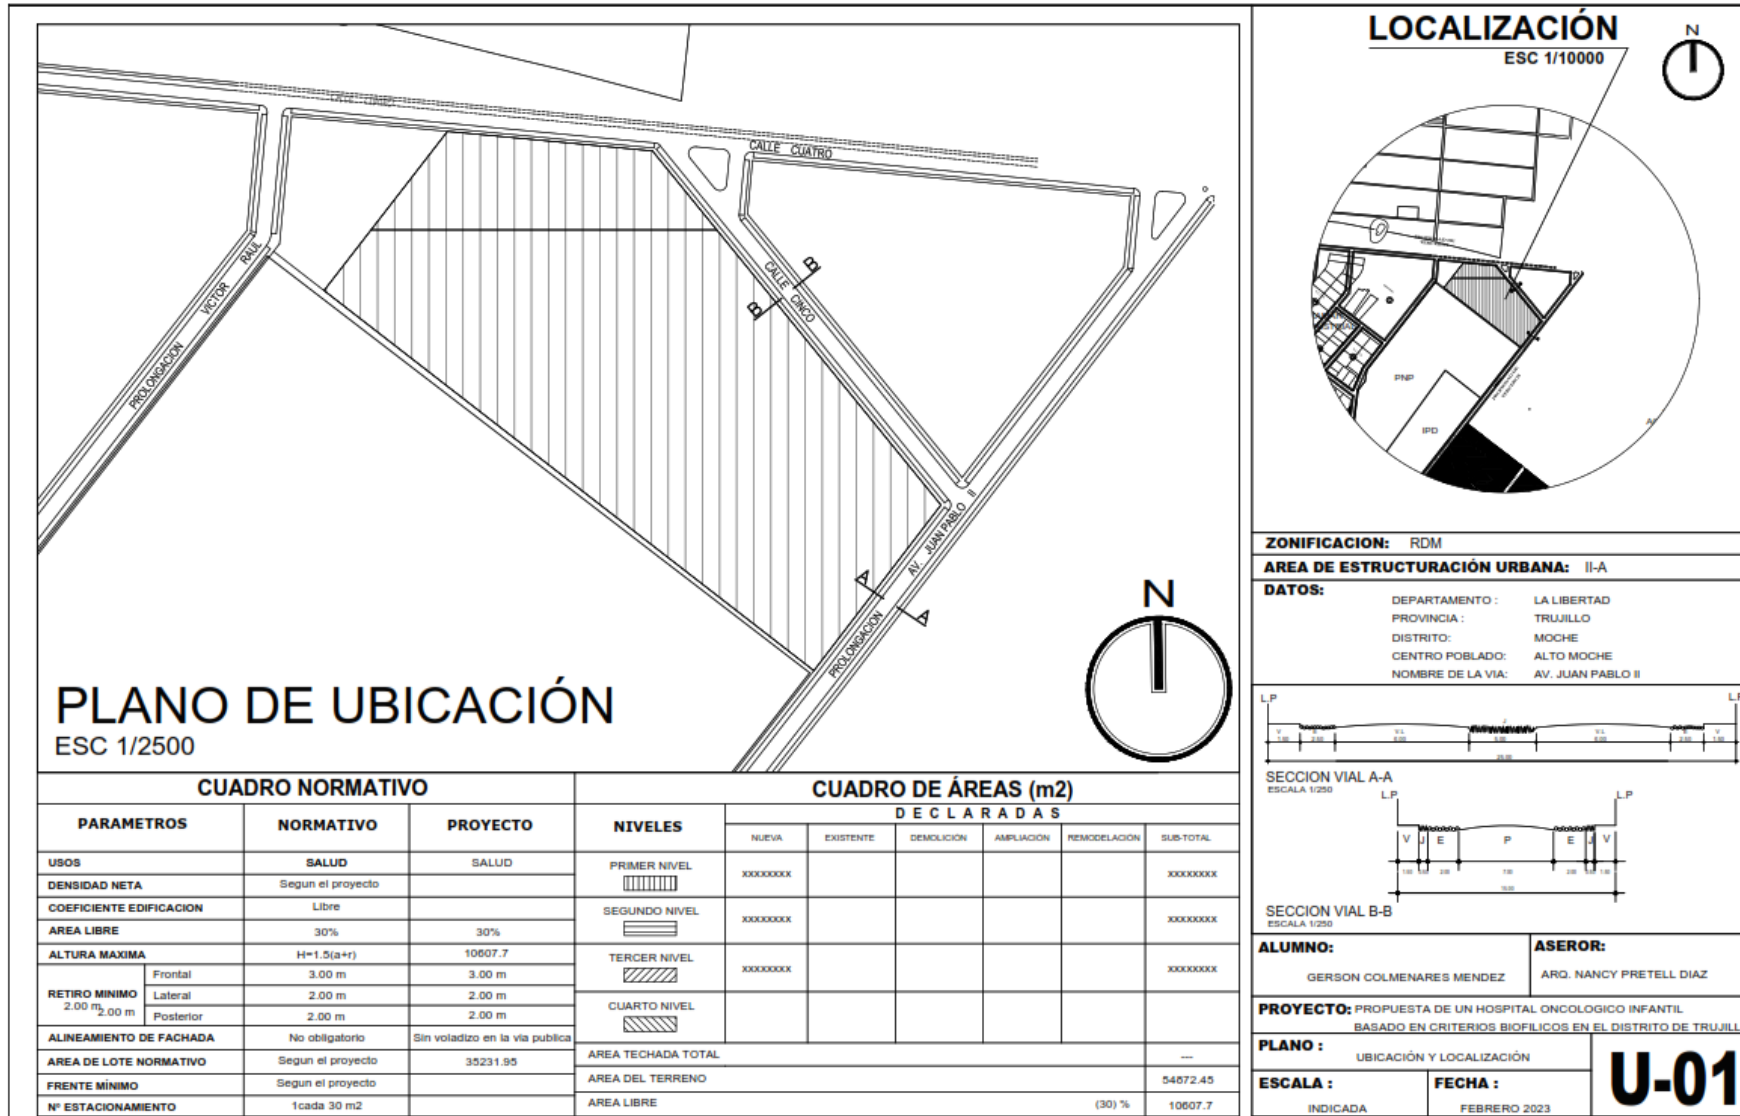 CALLE CUATRO
CALLE CINCO
B
B
PROLONGACION VICTOR RAUL
A
A
PROLONGACION AV. JUAN PABLO II
N
PLANO DE UBICACIÓN
ESC 1/2500
LOCALIZACIÓN
ESC 1/10000
N
PNP
IPD
ZONIFICACION: RDM
AREA DE ESTRUCTURACIÓN URBANA: II-A
DATOS:
DEPARTAMENTO : LA LIBERTAD
PROVINCIA : TRUJILLO
DISTRITO: MOCHE
CENTRO POBLADO: ALTO MOCHE
NOMBRE DE LA VIA: AV. JUAN PABLO II
L.P
SECCION VIAL A-A
ESCALA 1/250
L.P L.P
V J E P E J V
SECCION VIAL B-B
ESCALA 1/250
CUADRO NORMATIVO
PARAMETROS NORMATIVO PROYECTO
USOS SALUD SALUD
DENSIDAD NETA Segun el proyecto
COEFICIENTE EDIFICACION Libre
AREA LIBRE 30% 30%
ALTURA MAXIMA H=1.5(a+r) 10607.7
RETIRO MINIMO 2.00 m 2.00 m
Frontal 3.00 m 3.00 m
Lateral 2.00 m 2.00 m
Posterior 2.00 m 2.00 m
ALINEAMIENTO DE FACHADA No obligatorio Sin voladizo en la via publica
AREA DE LOTE NORMATIVO Segun el proyecto 35231.95
FRENTE MÍNIMO Segun el proyecto
Nº ESTACIONAMIENTO 1cada 30 m2
CUADRO DE ÁREAS (m2)
NIVELES DECLARADAS
NUEVA EXISTENTE DEMOLICIÓN AMPLIACIÓN REMODELACIÓN SUB-TOTAL
PRIMER NIVEL XXXXXXXX XXXXXXXX
SEGUNDO NIVEL XXXXXXXX XXXXXXXX
TERCER NIVEL XXXXXXXX XXXXXXXX
CUARTO NIVEL
AREA TECHADA TOTAL ---
AREA DEL TERRENO 54672.45
AREA LIBRE (30) % 10607.7
ALUMNO: ASEROR:
GERSON COLMENARES MENDEZ ARQ. NANCY PRETELL DIAZ
PROYECTO: PROPUESTA DE UN HOSPITAL ONCOLOGICO INFANTIL
BASADO EN CRITERIOS BIOFILICOS EN EL DISTRITO DE TRUJILL
PLANO :
UBICACIÓN Y LOCALIZACIÓN
ESCALA : FECHA :
INDICADA FEBRERO 2023
U-01